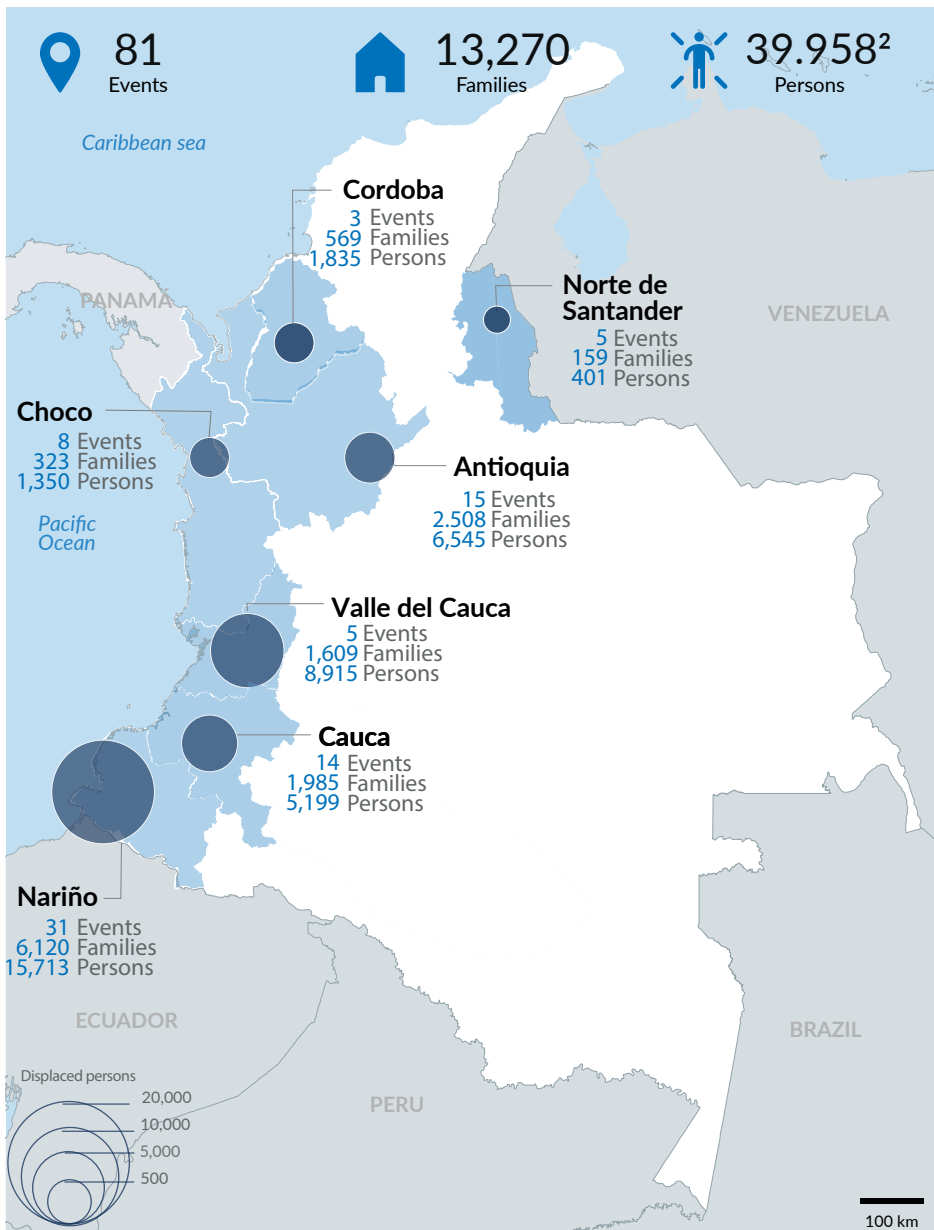 81
Events
13,270
Families
39.958²
Persons
Caribbean sea
Cordoba
3 Events
569 Families
1,835 Persons
PANAMÁ
Norte de
Santander
5 Events
159 Families
401 Persons
VENEZUELA
Choco
8 Events
323 Families
1,350 Persons
Antioquia
15 Events
2.508 Families
6,545 Persons
Pacific
Ocean
Valle del Cauca
5 Events
1,609 Families
8,915 Persons
Cauca
14 Events
1,985 Families
5,199 Persons
Nariño
31 Events
6,120 Families
15,713 Persons
ECUADOR
BRAZIL
PERU
Displaced persons
20,000
10,000
5,000
500
100 km